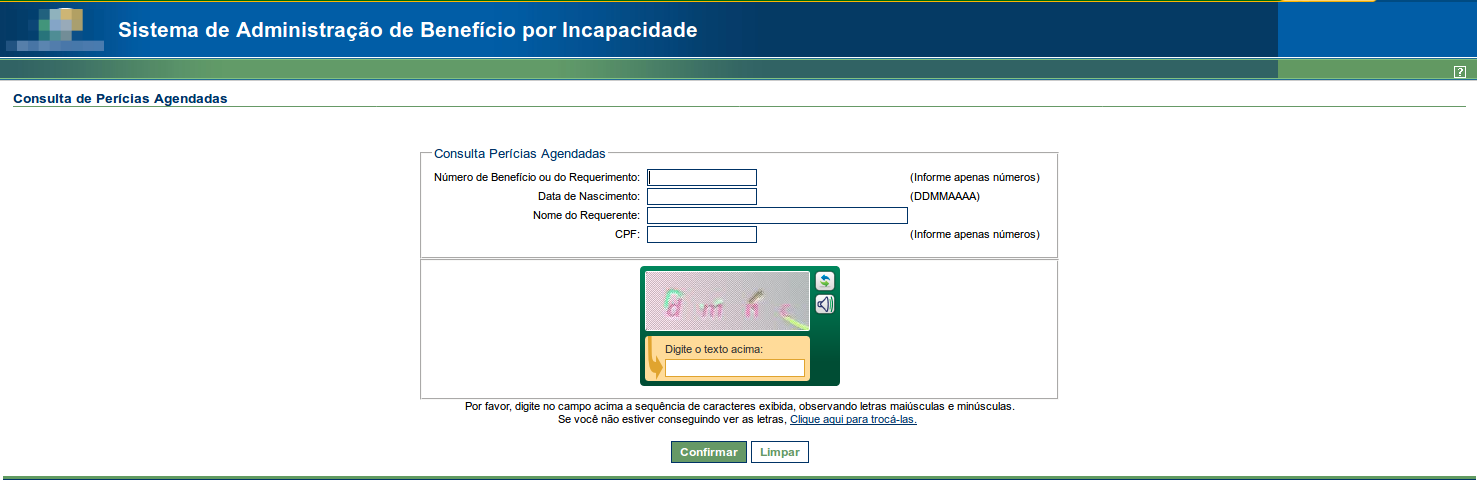 Sistema de Administração de Benefício por Incapacidade
?
Consulta de Perícias Agendadas
Consulta Perícias Agendadas
Número de Benefício ou do Requerimento: (Informe apenas números)
Data de Nascimento: (DDMMAAAA)
Nome do Requerente:
CPF: (Informe apenas números)
Digite o texto acima:
Por favor, digite no campo acima a sequência de caracteres exibida, observando letras maiúsculas e minúsculas.
Se você não estiver conseguindo ver as letras, Clique aqui para trocá-las.
Confirmar Limpar